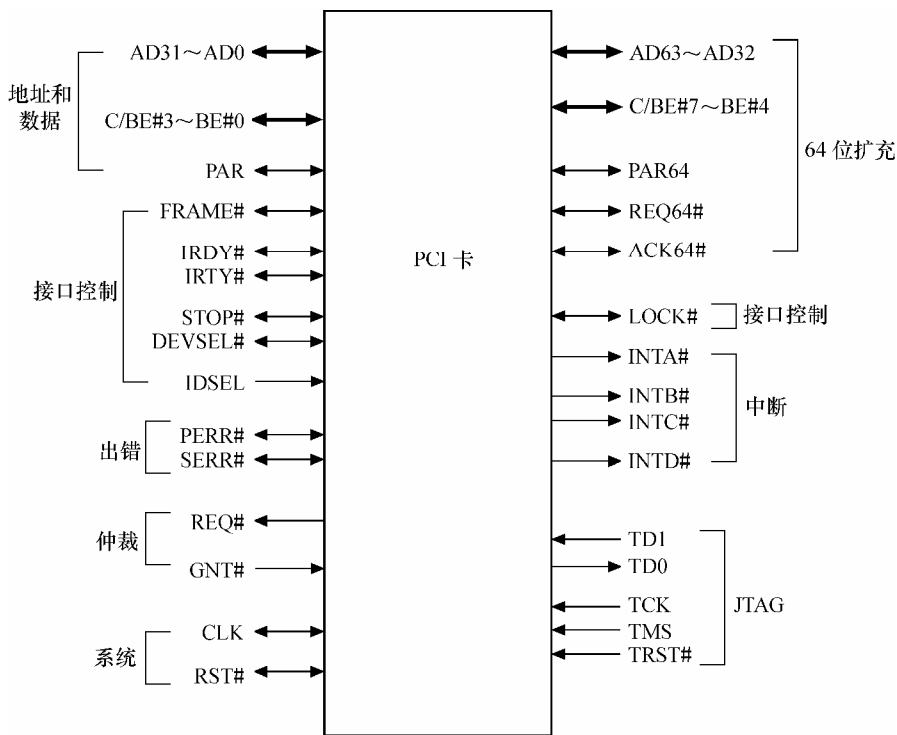 地址和
数据
AD31～AD0
C/BE#3～BE#0
PAR
接口控制
FRAME#
IRDY#
IRTY#
STOP#
DEVSEL#
IDSEL
出错
PERR#
SERR#
仲裁
REQ#
GNT#
系统
CLK
RST#
PCI 卡
AD63～AD32
C/BE#7～BE#4
PAR64
REQ64#
ACK64#
64 位扩充
LOCK#
接口控制
INTA#
INTB#
INTC#
INTD#
中断
TD1
TD0
TCK
TMS
TRST#
JTAG